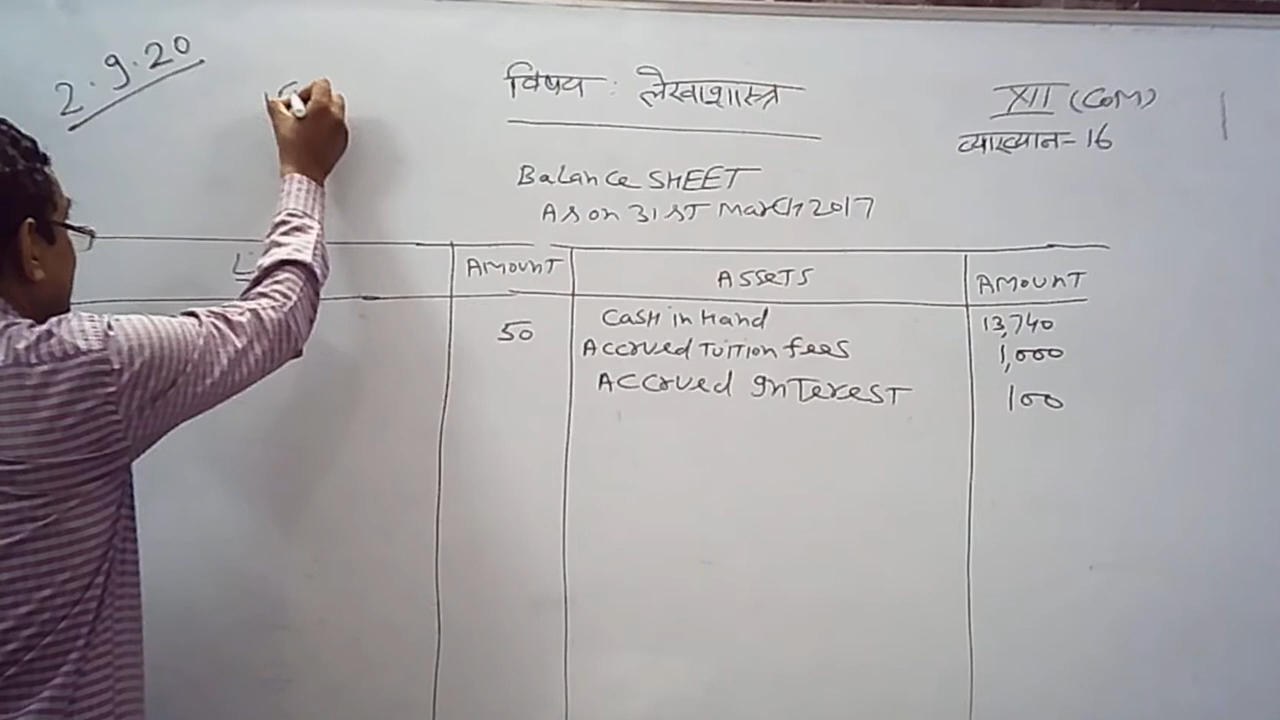 2.9.20
विषय : लेखाशास्त्र
XII (COM)
व्याख्यान- 16
Balance SHEET
As on 31ST March 2017
AMOUNT ASSETS AMOUNT
50 Cash in Hand 13,740
Accrued Tuition fees 1,000
Accrued Interest 100